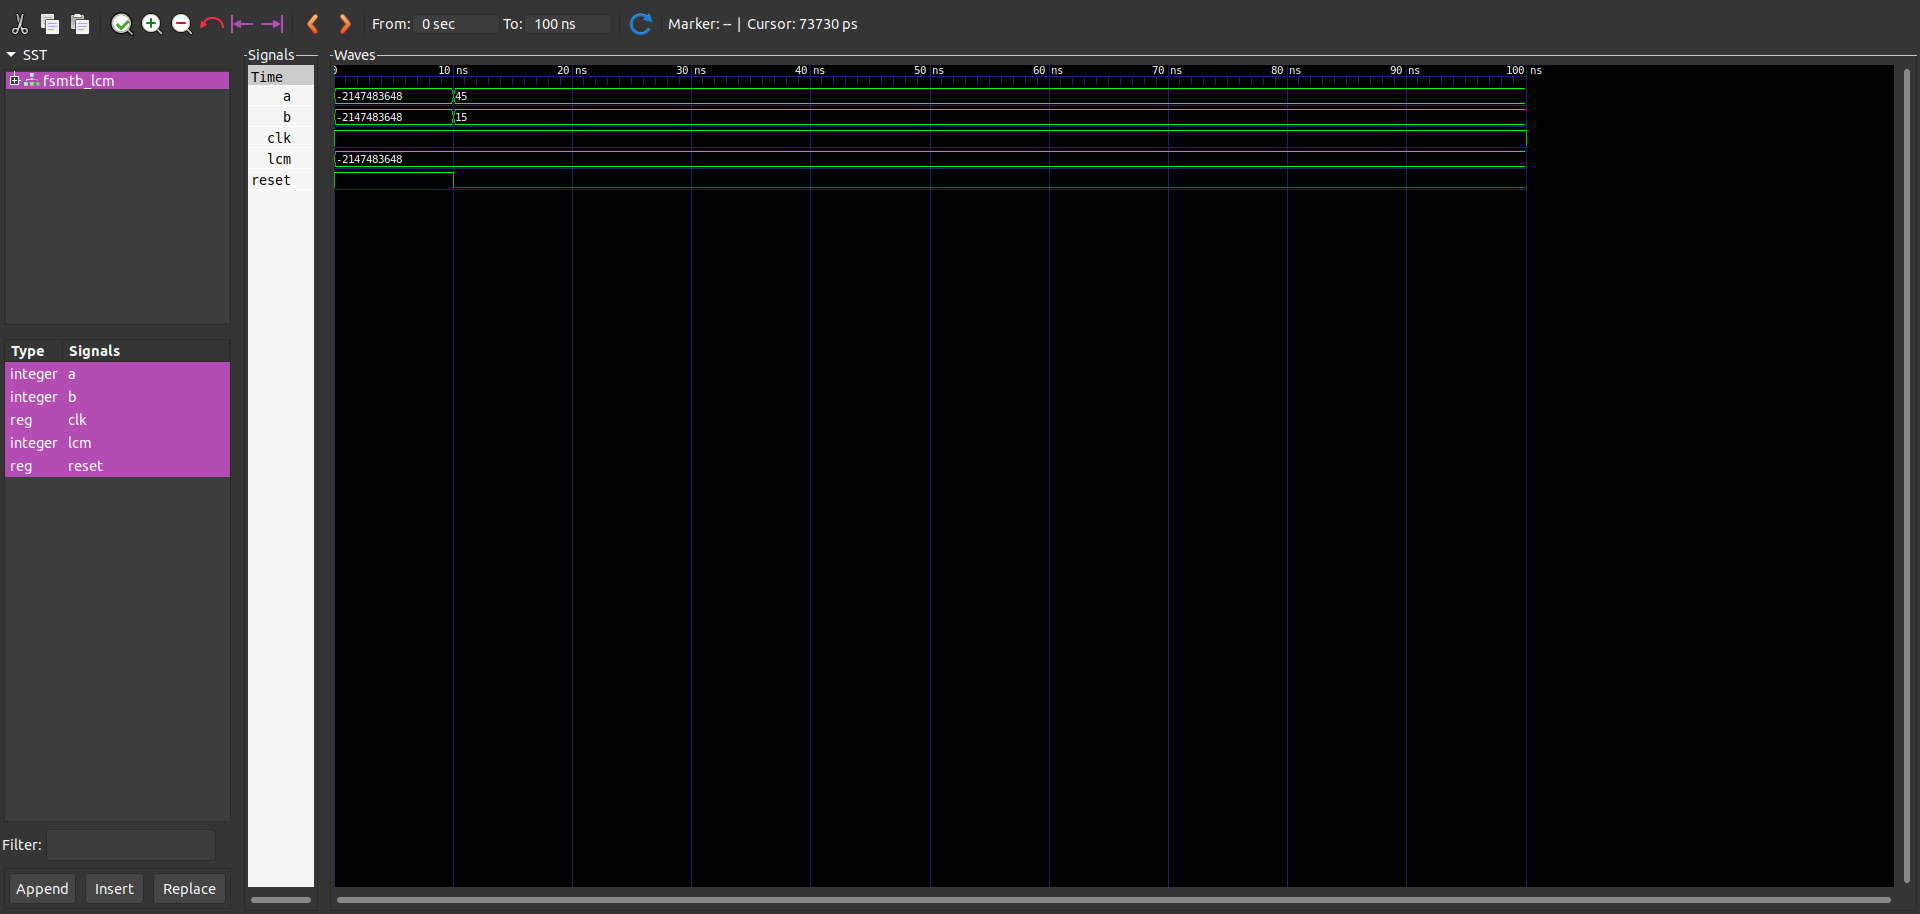 From: 0 sec To: 100 ns Marker: -- | Cursor: 73730 ps
SST
fsmtb_lcm
Type Signals
integer a
integer b
reg clk
integer lcm
reg reset
Filter:
Append Insert Replace
Signals
Time
a
b
clk
lcm
reset
Waves
0 10 ns 20 ns 30 ns 40 ns 50 ns 60 ns 70 ns 80 ns 90 ns 100 ns
-2147483648 45
-2147483648 15
-2147483648